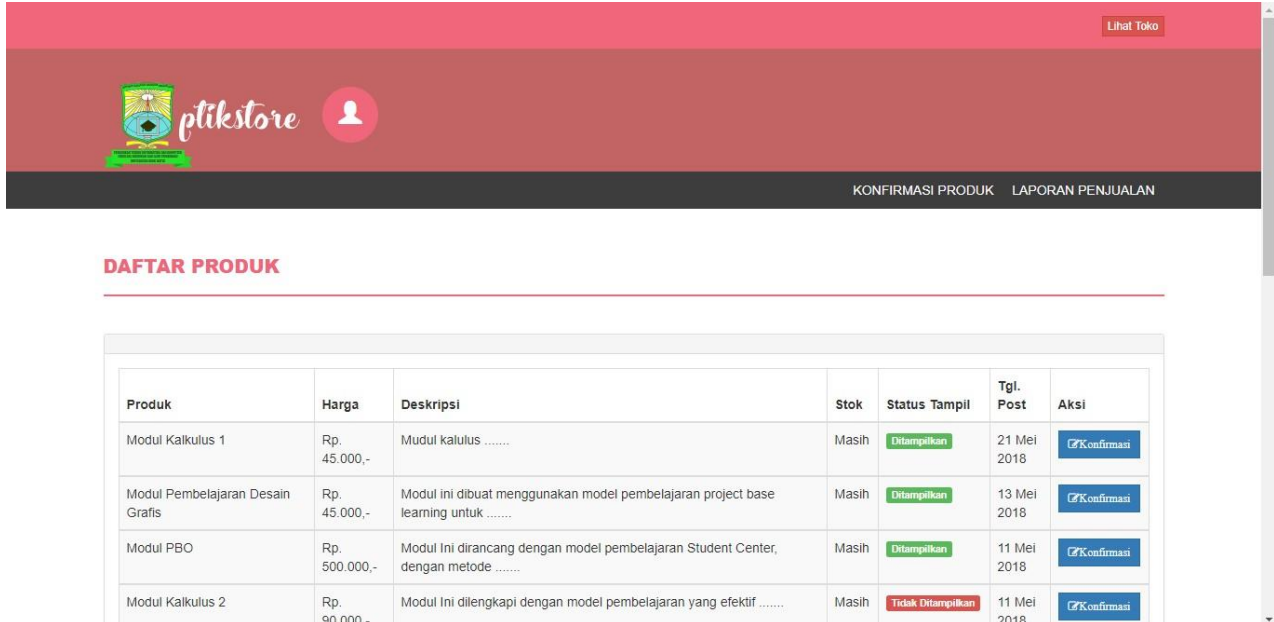 Lihat Toko
ptikstore
KONFIRMASI PRODUK LAPORAN PENJUALAN
DAFTAR PRODUK
Produk Harga Deskripsi Stok Status Tampil Tgl. Post Aksi
Modul Kalkulus 1 Rp. 45.000,- Mudul kalulus ....... Masih Ditampilkan 21 Mei 2018 Konfirmasi
Modul Pembelajaran Desain Grafis Rp. 45.000,- Modul ini dibuat menggunakan model pembelajaran project base learning untuk ....... Masih Ditampilkan 13 Mei 2018 Konfirmasi
Modul PBO Rp. 500.000,- Modul Ini dirancang dengan model pembelajaran Student Center, dengan metode ....... Masih Ditampilkan 11 Mei 2018 Konfirmasi
Modul Kalkulus 2 Rp. 90.000,- Modul Ini dilengkapi dengan model pembelajaran yang efektif ....... Masih Tidak Ditampilkan 11 Mei 2018 Konfirmasi